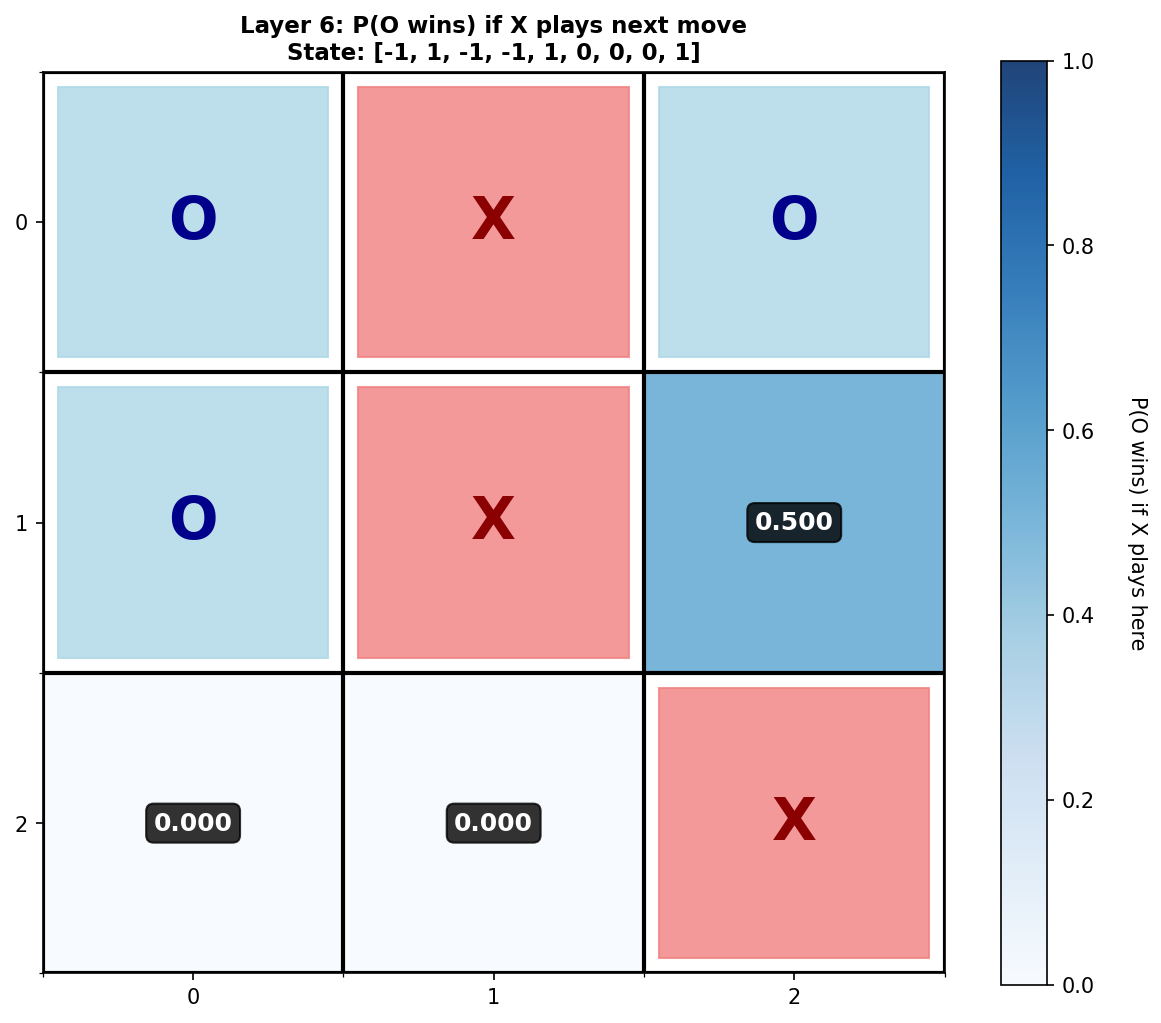 Layer 6: P(O wins) if X plays next move
State: [-1, 1, -1, -1, 1, 0, 0, 0, 1]
O X O
0
O X 0.500
1
0.000 0.000 X
2
0 1 2
1.0
0.8
0.6
0.4
0.2
0.0
P(O wins) if X plays here